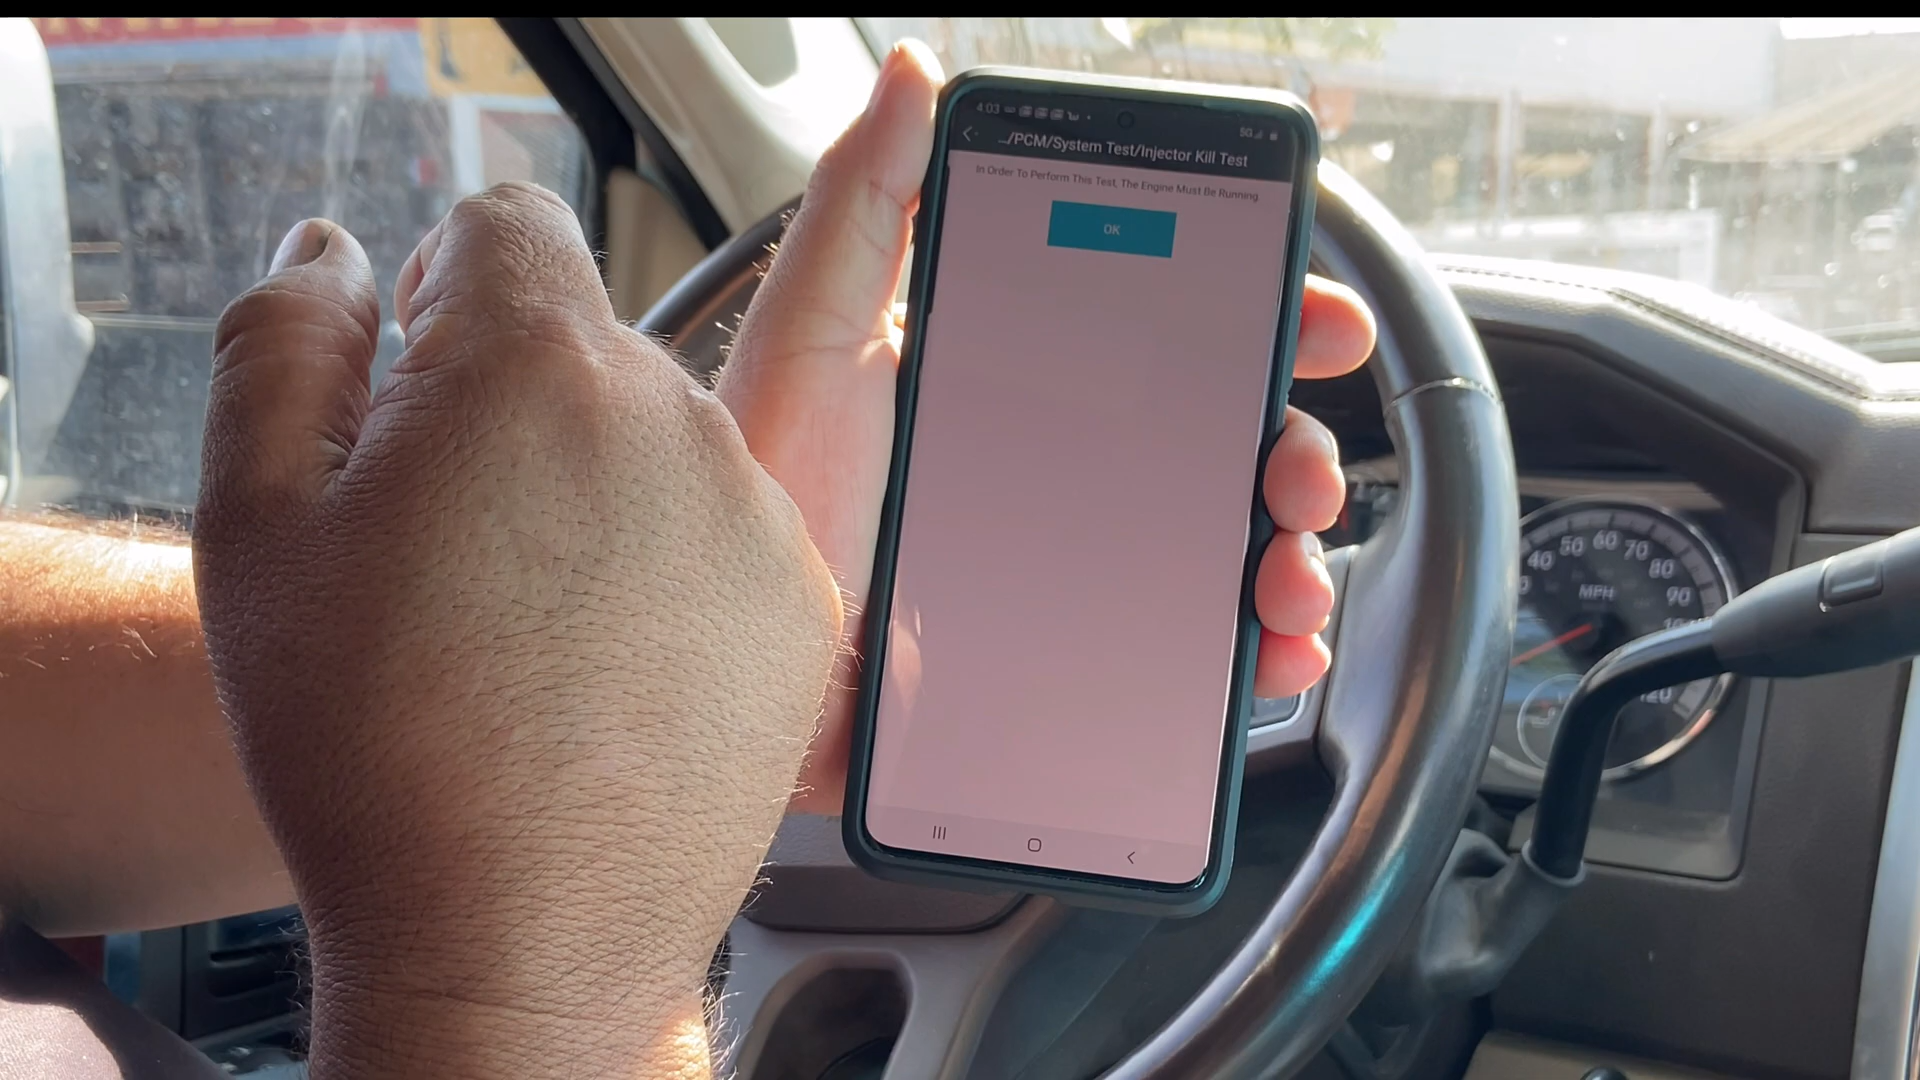 4:03
5G
.../PCM/System Test/Injector Kill Test
In Order To Perform This Test, The Engine Must Be Running
OK
40 50 60 70 80 90
MPH
120